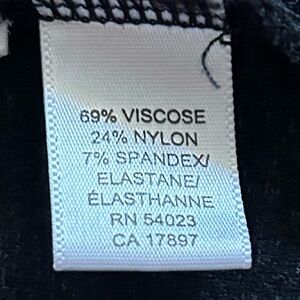 69% VISCOSE
24% NYLON
7% SPANDEX/
ELASTANE/
ÉLASTHANNE
RN 54023
CA 17897